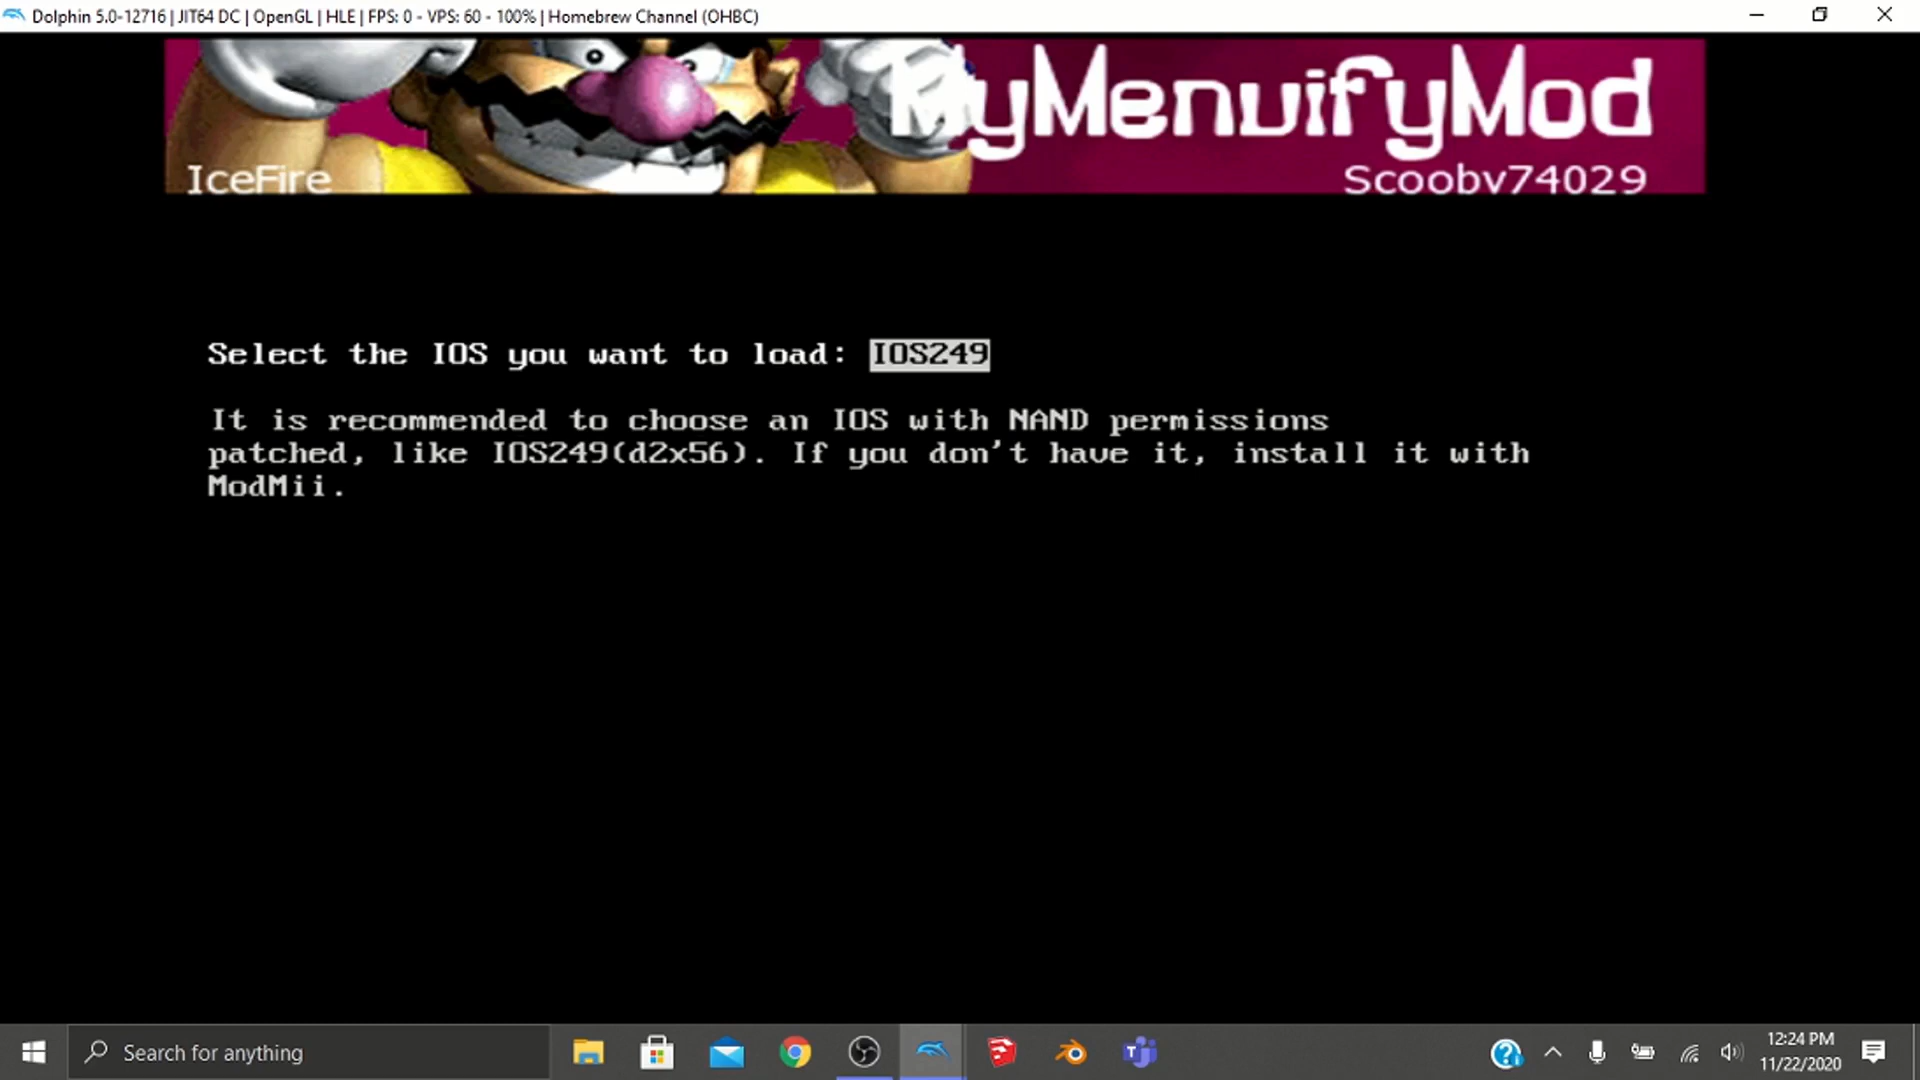 Dolphin 5.0-12716 | JIT64 DC | OpenGL | HLE | FPS: 0 - VPS: 60 - 100% | Homebrew Channel (OHBC)
MyMenuifyMod
IceFire
Scooby74029
Select the IOS you want to load: IOS249
It is recommended to choose an IOS with NAND permissions
patched, like IOS249(d2x56). If you don't have it, install it with
ModMii.
Search for anything
12:24 PM
11/22/2020